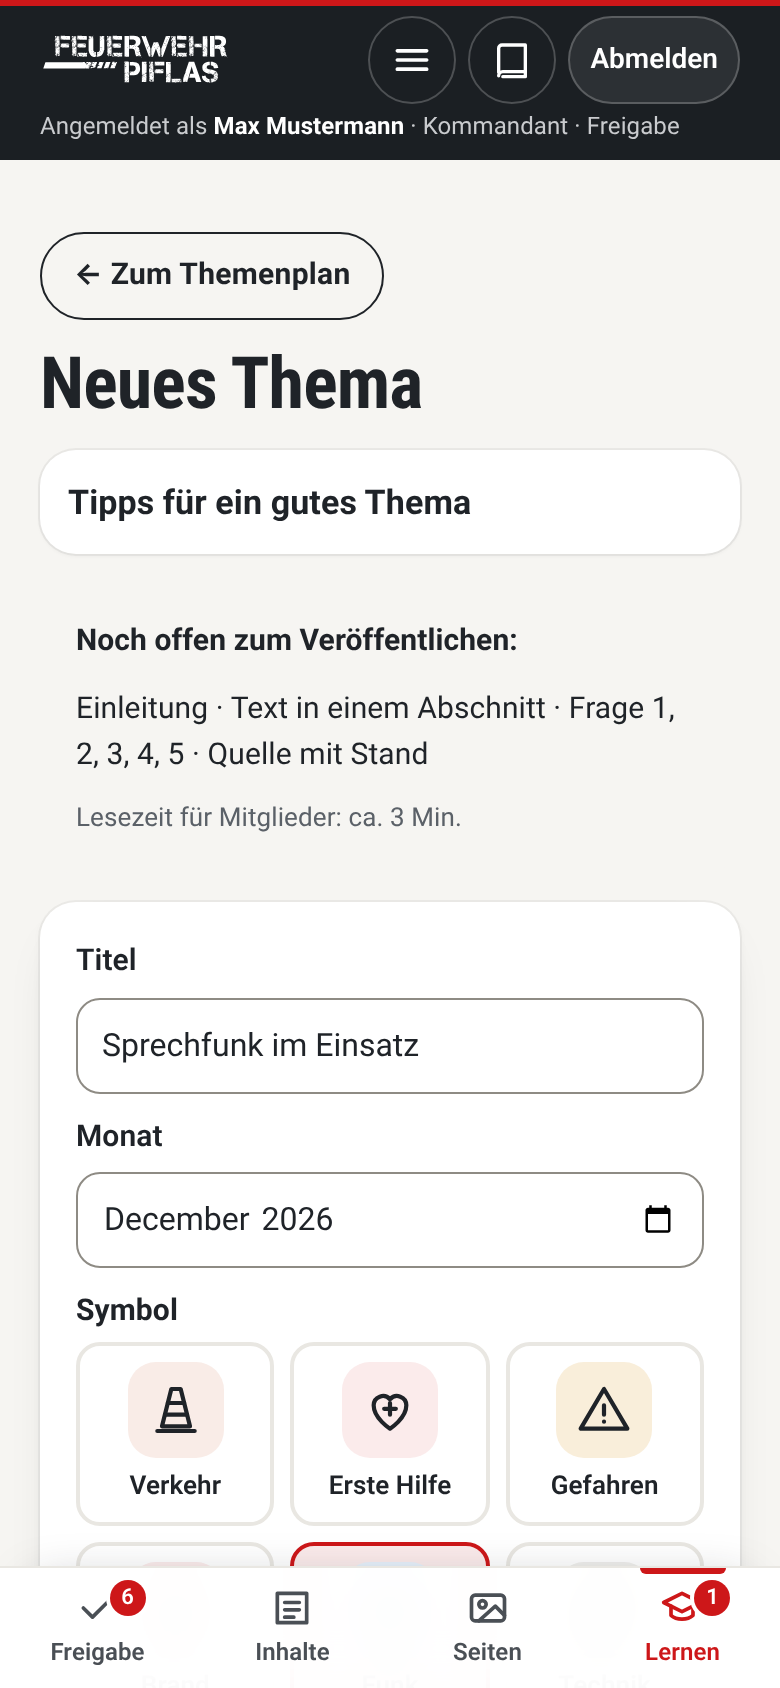 FEUERWEHR
PIFLAS
Abmelden
Angemeldet als Max Mustermann · Kommandant · Freigabe
← Zum Themenplan
Neues Thema
Tipps für ein gutes Thema
Noch offen zum Veröffentlichen:
Einleitung · Text in einem Abschnitt · Frage 1,
2, 3, 4, 5 · Quelle mit Stand
Lesezeit für Mitglieder: ca. 3 Min.
Titel
Sprechfunk im Einsatz
Monat
December 2026
Symbol
Verkehr
Erste Hilfe
Gefahren
6
1
Freigabe
Inhalte
Seiten
Lernen
Brand
Funk
Technik